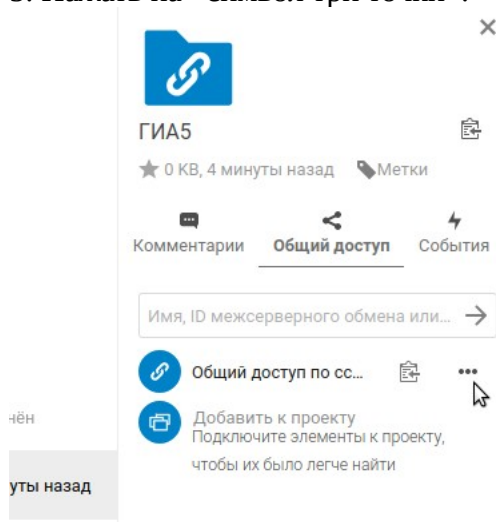 3. Нажать на "символ три точки".
ГИА5
0 KB, 4 минуты назад Метки
Комментарии Общий доступ События
Имя, ID межсерверного обмена или...
Общий доступ по сс...
Добавить к проекту
Подключите элементы к проекту,
чтобы их было легче найти
нён
уты назад